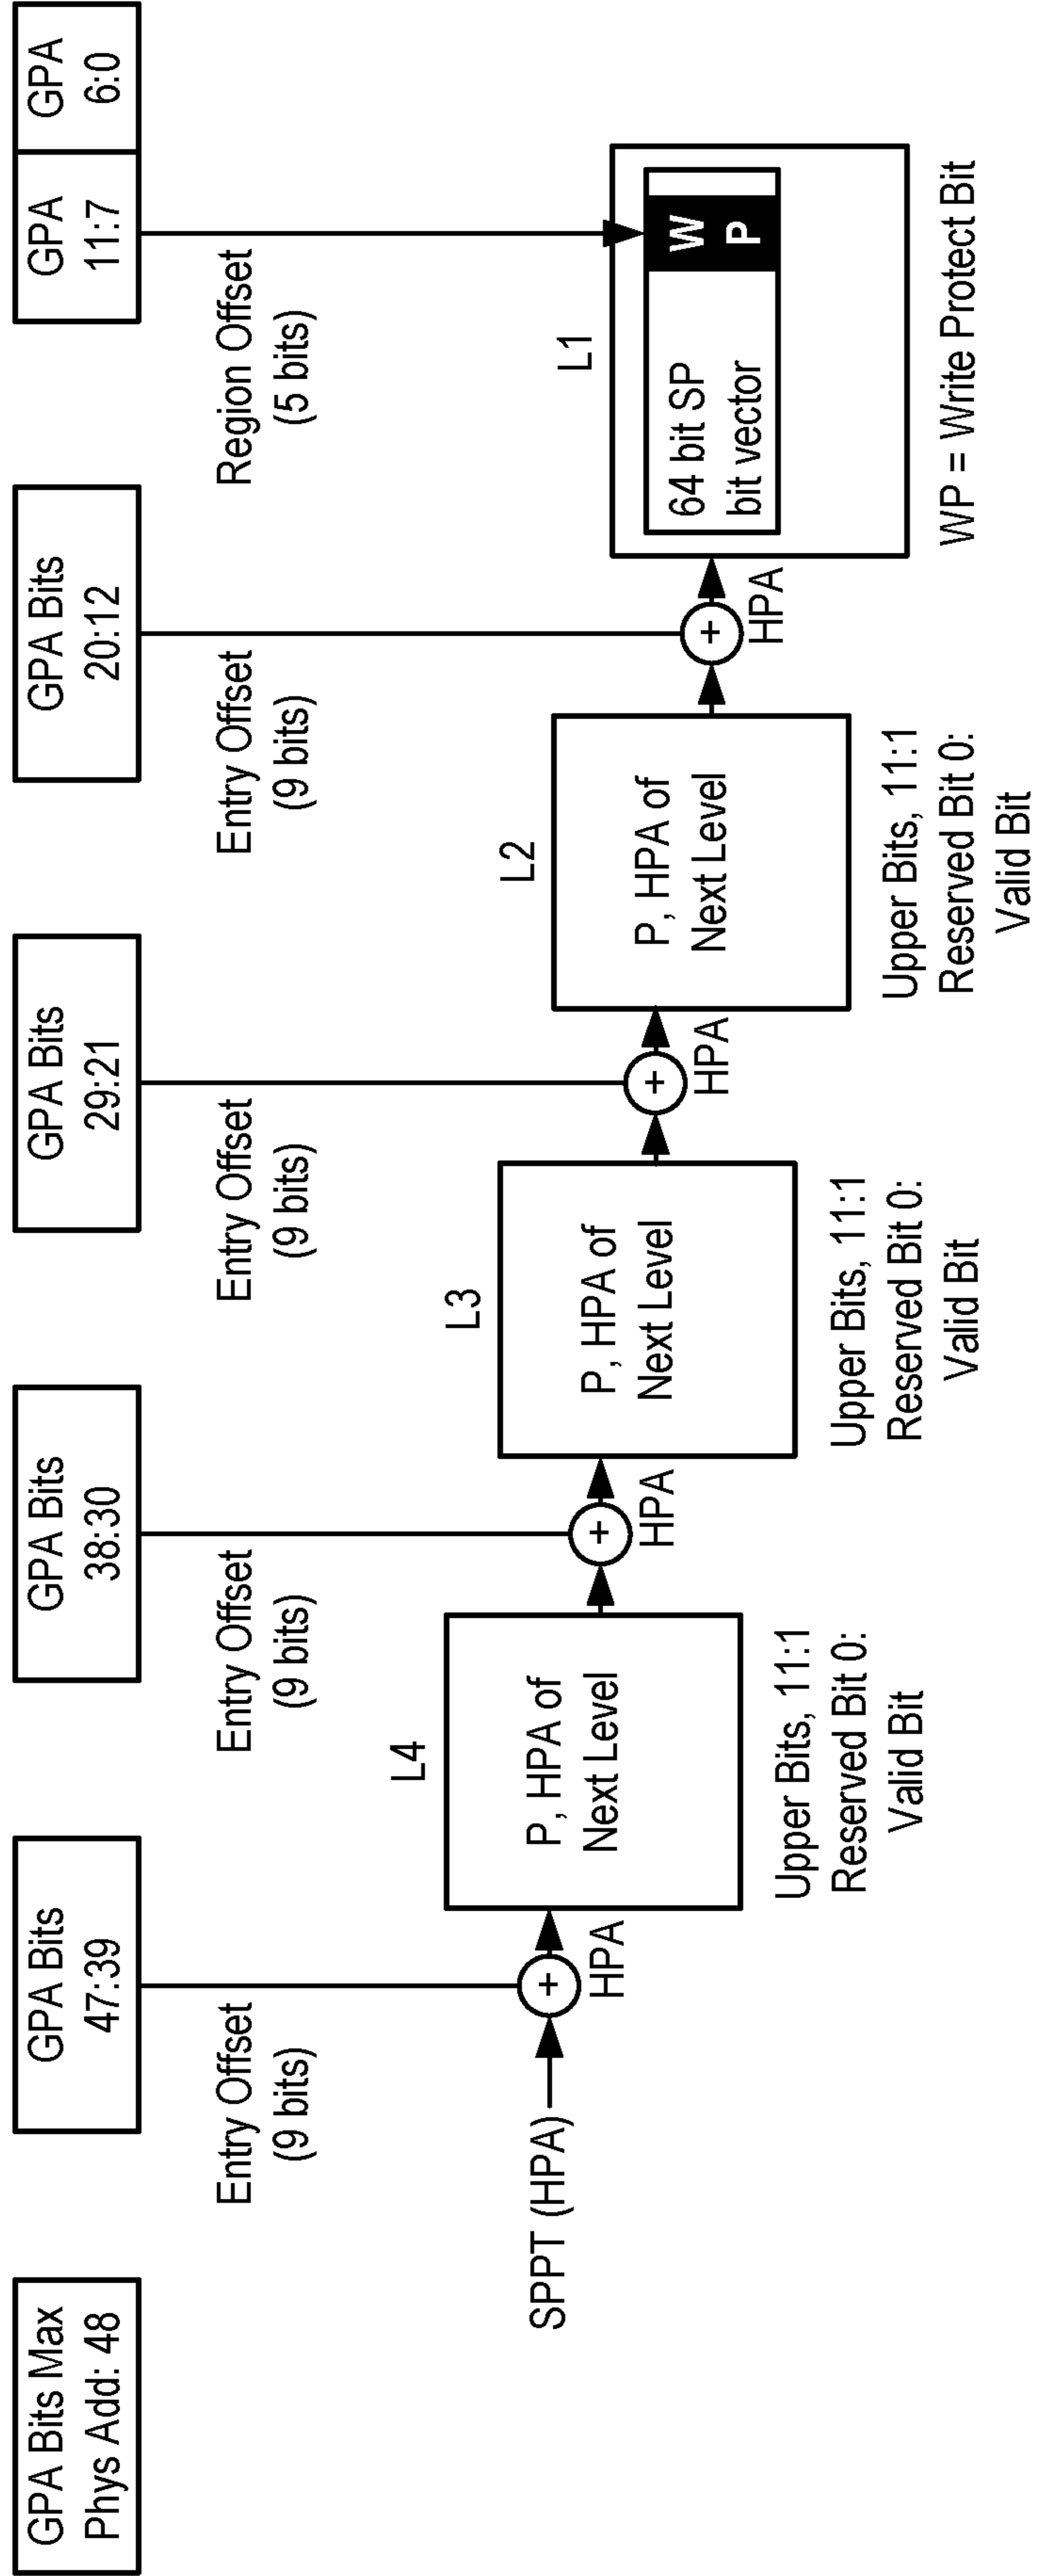 GPA Bits Max
Phys Add: 48
GPA Bits
47:39
GPA Bits
38:30
GPA Bits
29:21
GPA Bits
20:12
GPA
11:7
GPA
6:0
Entry Offset
(9 bits)
Entry Offset
(9 bits)
Entry Offset
(9 bits)
Entry Offset
(9 bits)
Region Offset
(5 bits)
SPPT (HPA)
+
HPA
L4
P, HPA of
Next Level
Upper Bits, 11:1
Reserved Bit 0:
Valid Bit
+
HPA
L3
P, HPA of
Next Level
Upper Bits, 11:1
Reserved Bit 0:
Valid Bit
+
HPA
L2
P, HPA of
Next Level
Upper Bits, 11:1
Reserved Bit 0:
Valid Bit
+
HPA
L1
64 bit SP
bit vector
W
P
WP = Write Protect Bit